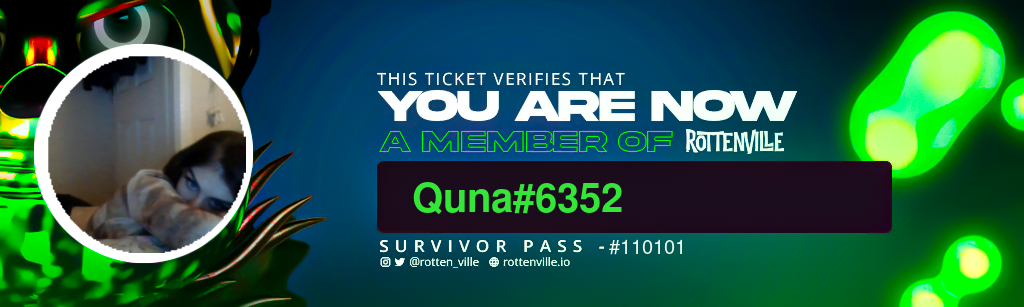 THIS TICKET VERIFIES THAT
YOU ARE NOW
A MEMBER OF ROTTENVILLE
Quna#6352
SURVIVOR PASS - #110101
@rotten_ville rottenville.io